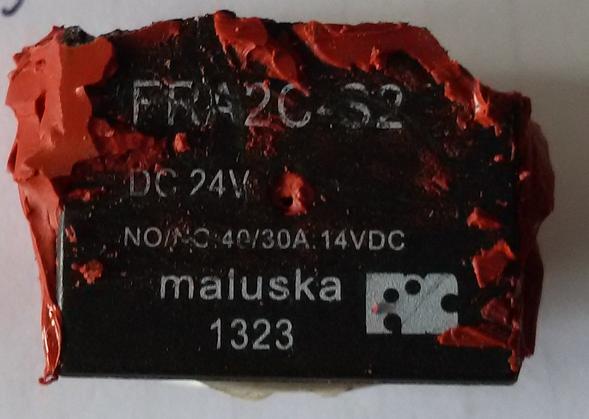 FRA2C-S2
DC 24V
NO/NC:40/30A 14VDC
maluska
1323